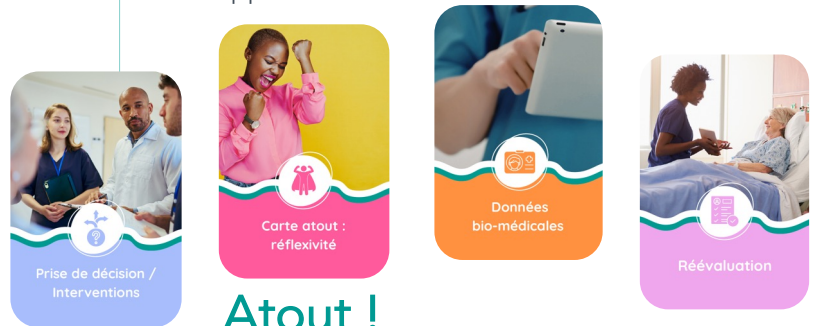 Prise de décision /
Interventions
Carte atout :
réflexivité
Atout !
Données
bio-médicales
Réévaluation